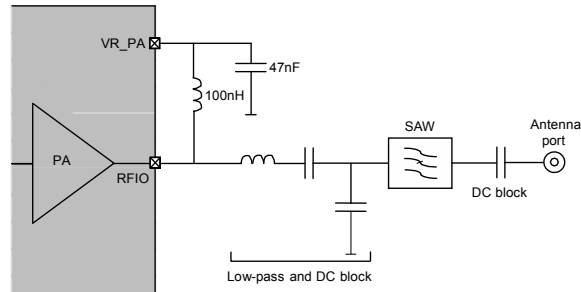 VR_PA
47nF
100nH
PA
RFIO
SAW
Antenna
port
DC block
Low-pass and DC block